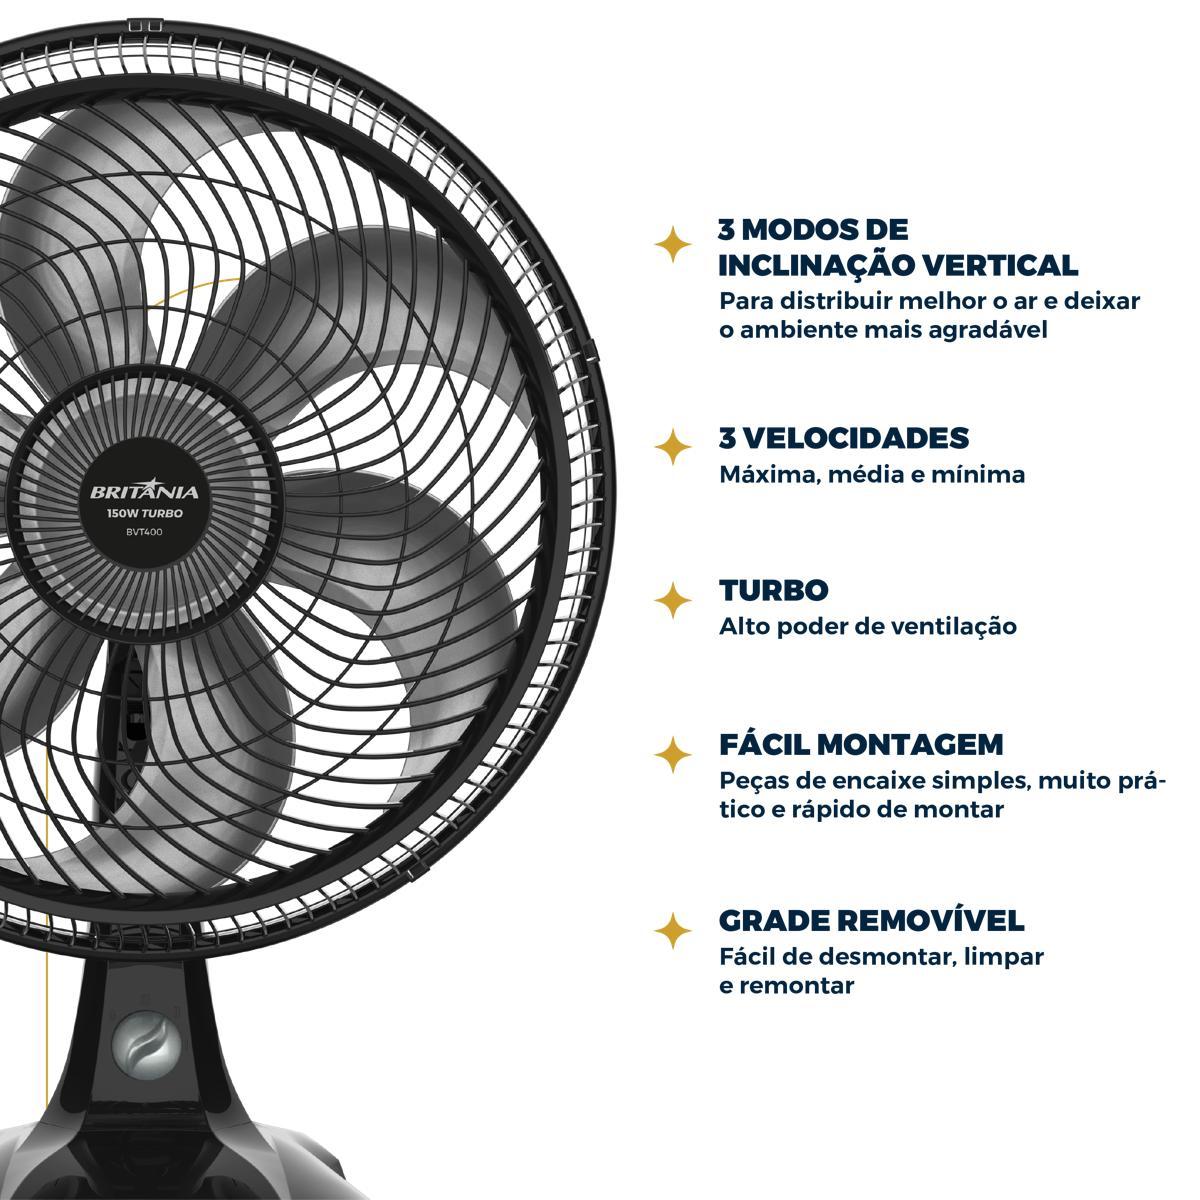 BRITÂNIA
150W TURBO
BVT400
3 MODOS DE
INCLINAÇÃO VERTICAL
Para distribuir melhor o ar e deixar
o ambiente mais agradável
3 VELOCIDADES
Máxima, média e mínima
TURBO
Alto poder de ventilação
FÁCIL MONTAGEM
Peças de encaixe simples, muito prá-
tico e rápido de montar
GRADE REMOVÍVEL
Fácil de desmontar, limpar
e remontar